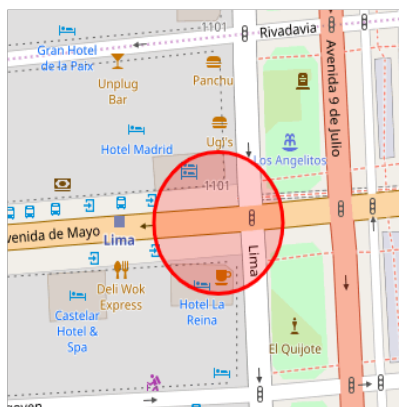 1101
Rivadavia
Gran Hotel
de la Paix
Unplug
Bar
Panchu
Avenida 9 de Julio
Ugi's
Hotel Madrid
Los Angelitos
1101
venida de Mayo
Lima
Lima
Deli Wok
Express
Hotel La
Reina
Castelar
Hotel &
Spa
El Quijote